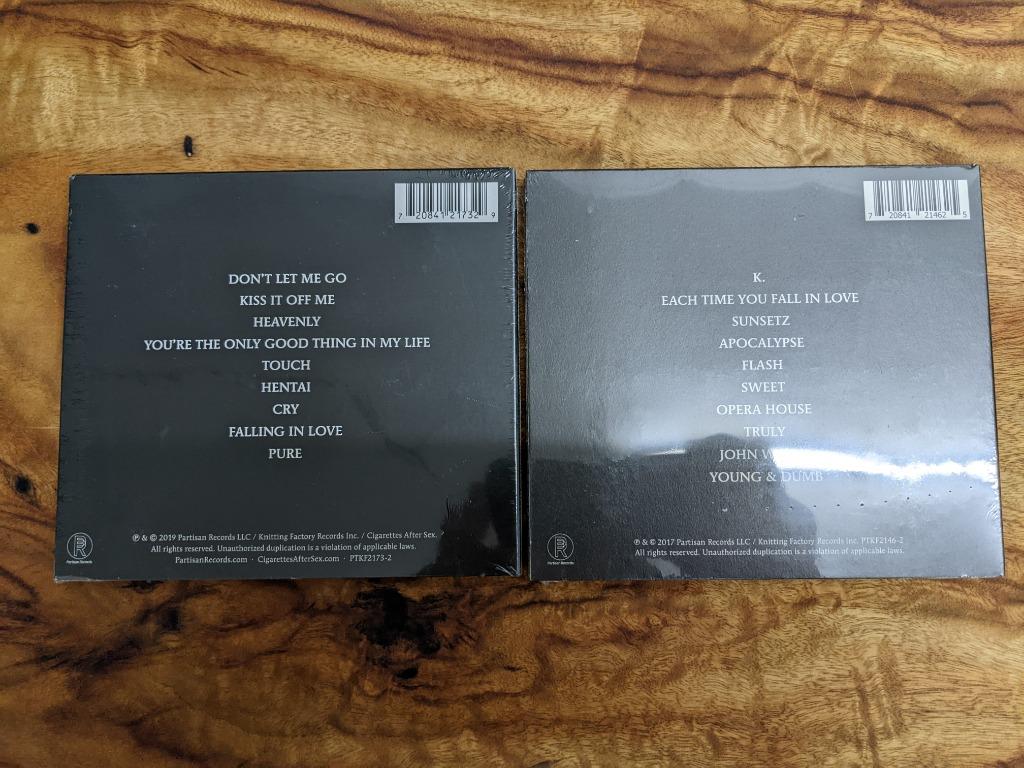 7 20841 21732 9
DON'T LET ME GO
KISS IT OFF ME
HEAVENLY
YOU'RE THE ONLY GOOD THING IN MY LIFE
TOUCH
HENTAI
CRY
FALLING IN LOVE
PURE
℗ & © 2019 Partisan Records LLC / Knitting Factory Records Inc. / Cigarettes After Sex.
All rights reserved. Unauthorized duplication is a violation of applicable laws.
PartisanRecords.com · CigarettesAfterSex.com · PTKF2173-2
Partisan Records
7 20841 21462 5
K.
EACH TIME YOU FALL IN LOVE
SUNSETZ
APOCALYPSE
FLASH
SWEET
OPERA HOUSE
TRULY
JOHN
YOUNG & DUMB
℗ & © 2017 Partisan Records LLC / Knitting Factory Records Inc. PTKF2146-2
All rights reserved. Unauthorized duplication is a violation of applicable laws.
Partisan Records